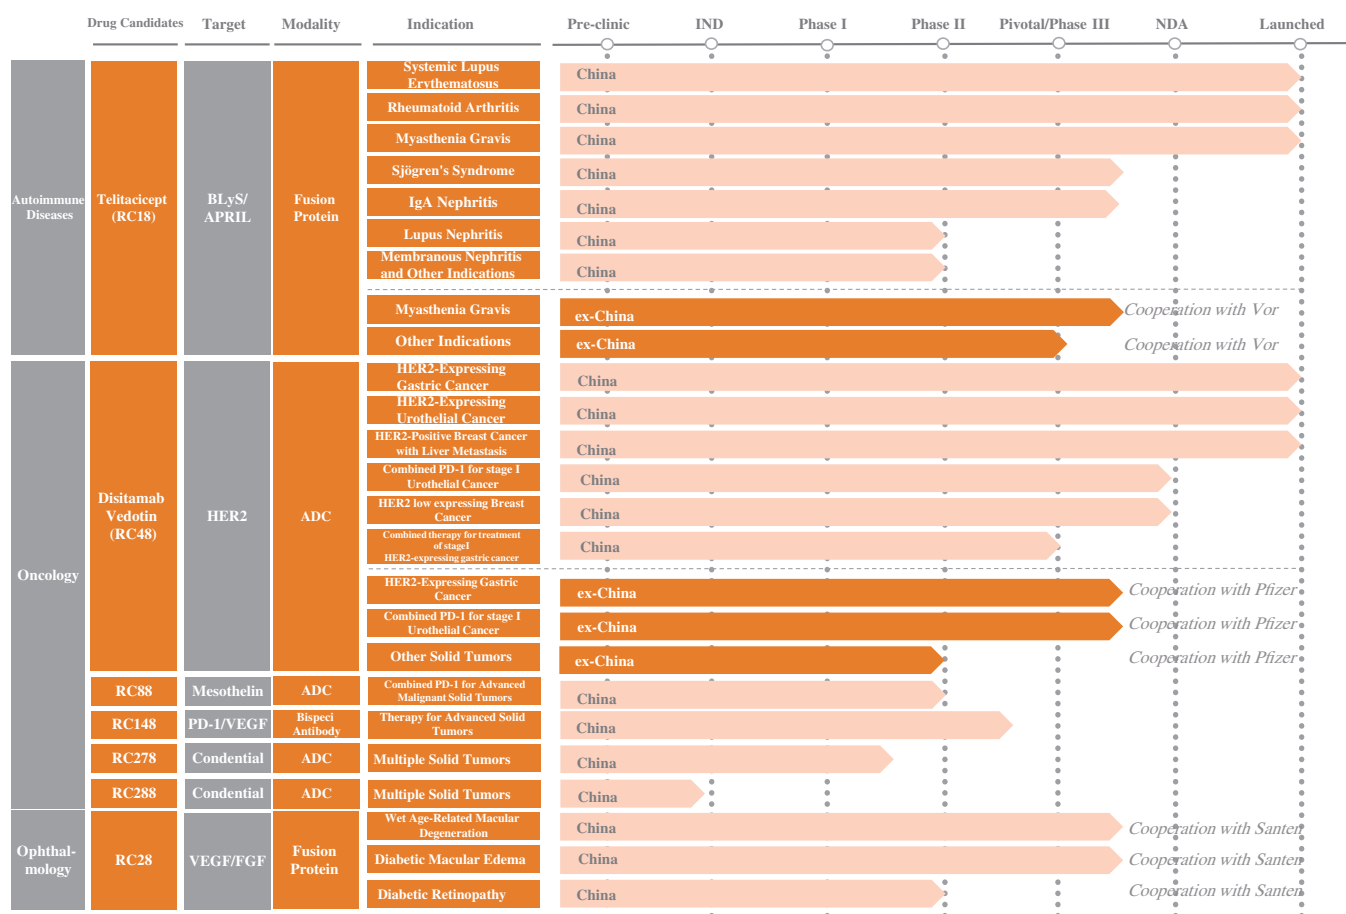 Drug Candidates Target Modality Indication Pre-clinic IND Phase I Phase II Pivotal/Phase III NDA Launched
Autoimmune
Diseases
Telitacicept
(RC18)
BLyS/
APRIL
Fusion
Protein
Systemic Lupus
Erythematosus
China
Rheumatoid Arthritis
China
Myasthenia Gravis
China
Sjögren's Syndrome
China
IgA Nephritis
China
Lupus Nephritis
China
Membranous Nephritis
and Other Indications
China
Myasthenia Gravis
ex-China
Cooperation with Vor
Other Indications
ex-China
Cooperation with Vor
Oncology
Disitamab
Vedotin
(RC48)
HER2
ADC
HER2-Expressing
Gastric Cancer
China
HER2-Expressing
Urothelial Cancer
China
HER2-Positive Breast Cancer
with Liver Metastasis
China
Combined PD-1 for stage I
Urothelial Cancer
China
HER2 low expressing Breast
Cancer
China
Combined therapy for treatment
of stageI
HER2-expressing gastric cancer
China
HER2-Expressing Gastric
Cancer
ex-China
Cooperation with Pfizer
Combined PD-1 for stage I
Urothelial Cancer
ex-China
Cooperation with Pfizer
Other Solid Tumors
ex-China
Cooperation with Pfizer
RC88
Mesothelin
ADC
Combined PD-1 for Advanced
Malignant Solid Tumors
China
RC148
PD-1/VEGF
Bispeci
Antibody
Therapy for Advanced Solid
Tumors
China
RC278
Condential
ADC
Multiple Solid Tumors
China
RC288
Condential
ADC
Multiple Solid Tumors
China
Ophthal-
mology
RC28
VEGF/FGF
Fusion
Protein
Wet Age-Related Macular
Degeneration
China
Cooperation with Santen
Diabetic Macular Edema
China
Cooperation with Santen
Diabetic Retinopathy
China
Cooperation with Santen